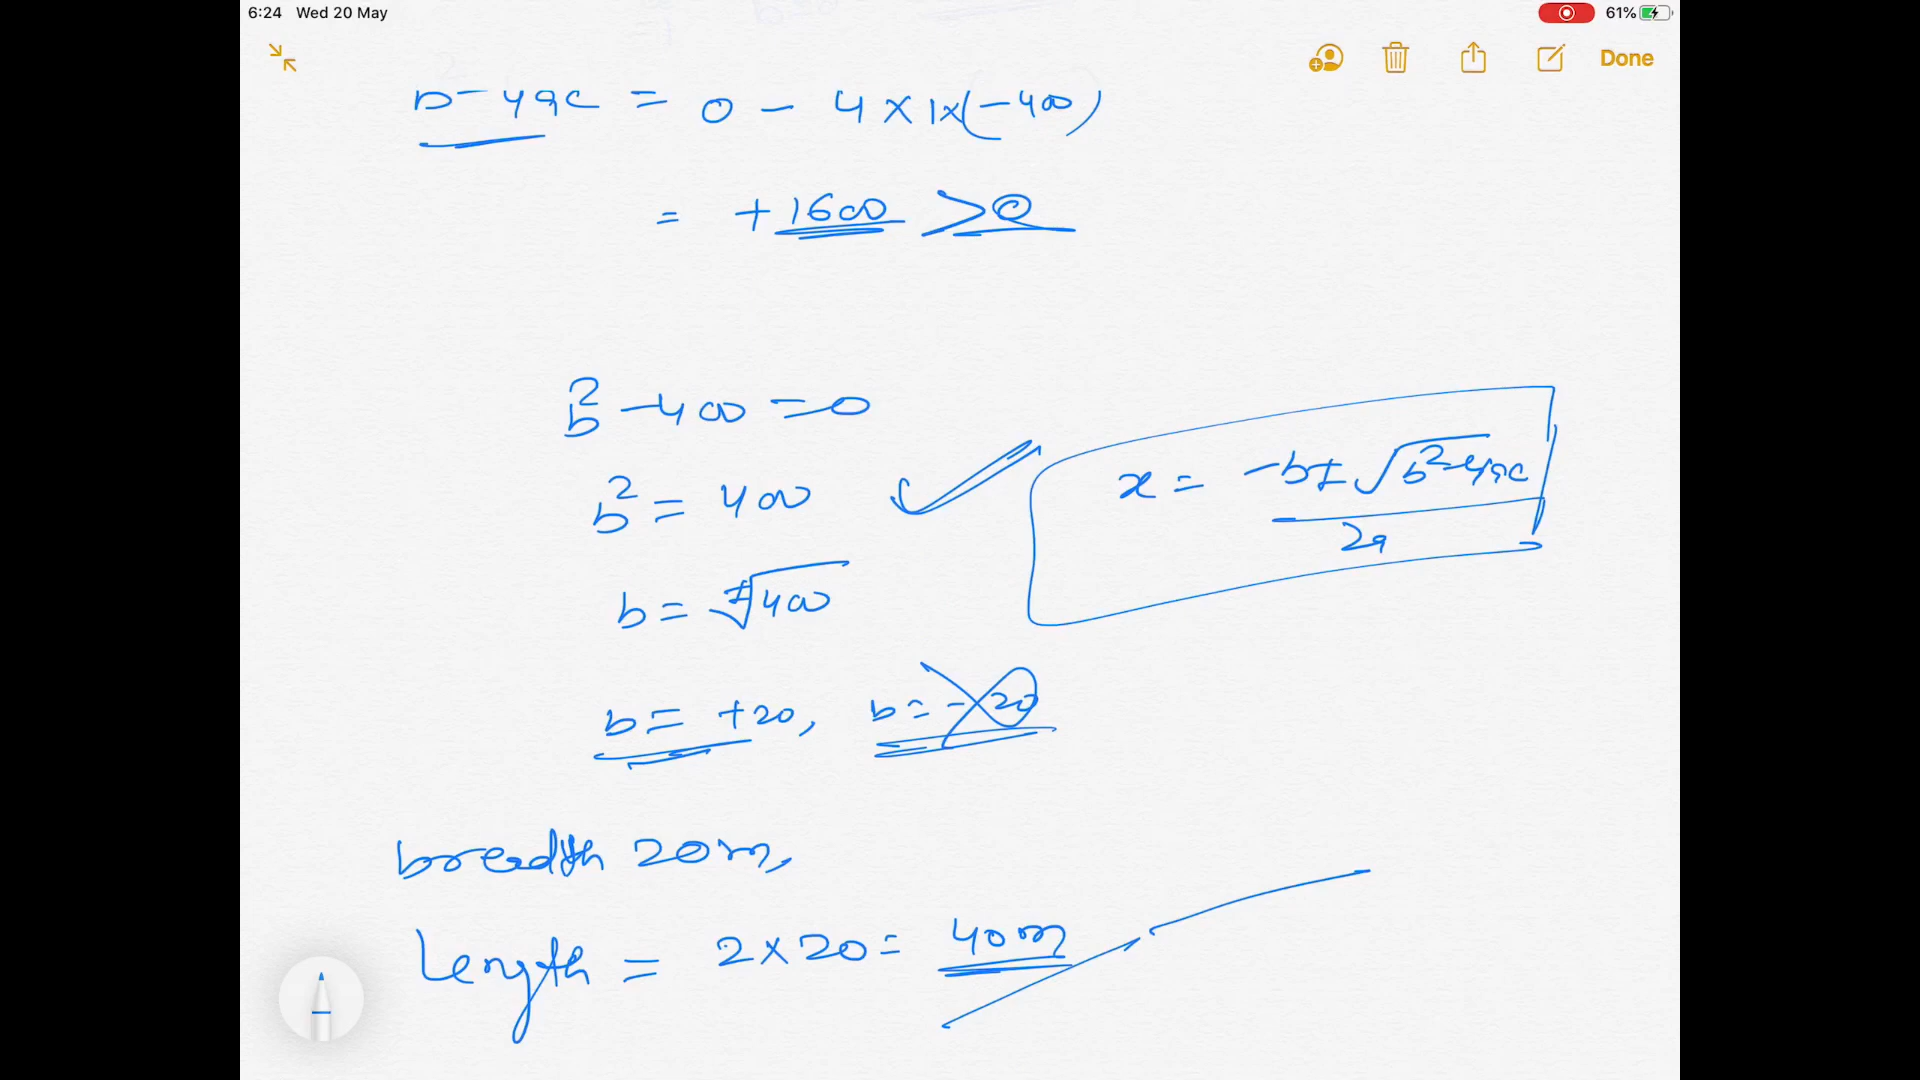 6:24 Wed 20 May 61%
Done
b-4ac = 0 - 4 × 1×(-400)
= +1600 > 0
b² - 400 = 0
b² = 400
x = -b ± √b²-4ac
2a
b = ±√400
b = +20, b = -20
breadth 20m,
Length = 2 × 20 = 40m